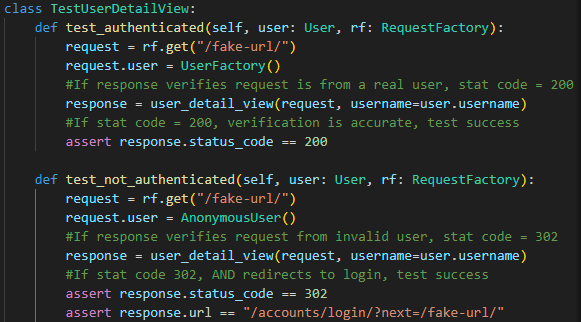 class TestUserDetailView:
    def test_authenticated(self, user: User, rf: RequestFactory):
        request = rf.get("/fake-url/")
        request.user = UserFactory()
        #If response verifies request is from a real user, stat code = 200
        response = user_detail_view(request, username=user.username)
        #If stat code = 200, verification is accurate, test success
        assert response.status_code == 200

    def test_not_authenticated(self, user: User, rf: RequestFactory):
        request = rf.get("/fake-url/")
        request.user = AnonymousUser()
        #If response verifies request from invalid user, stat code = 302
        response = user_detail_view(request, username=user.username)
        #If stat code 302, AND redirects to login, test success
        assert response.status_code == 302
        assert response.url == "/accounts/login/?next=/fake-url/"